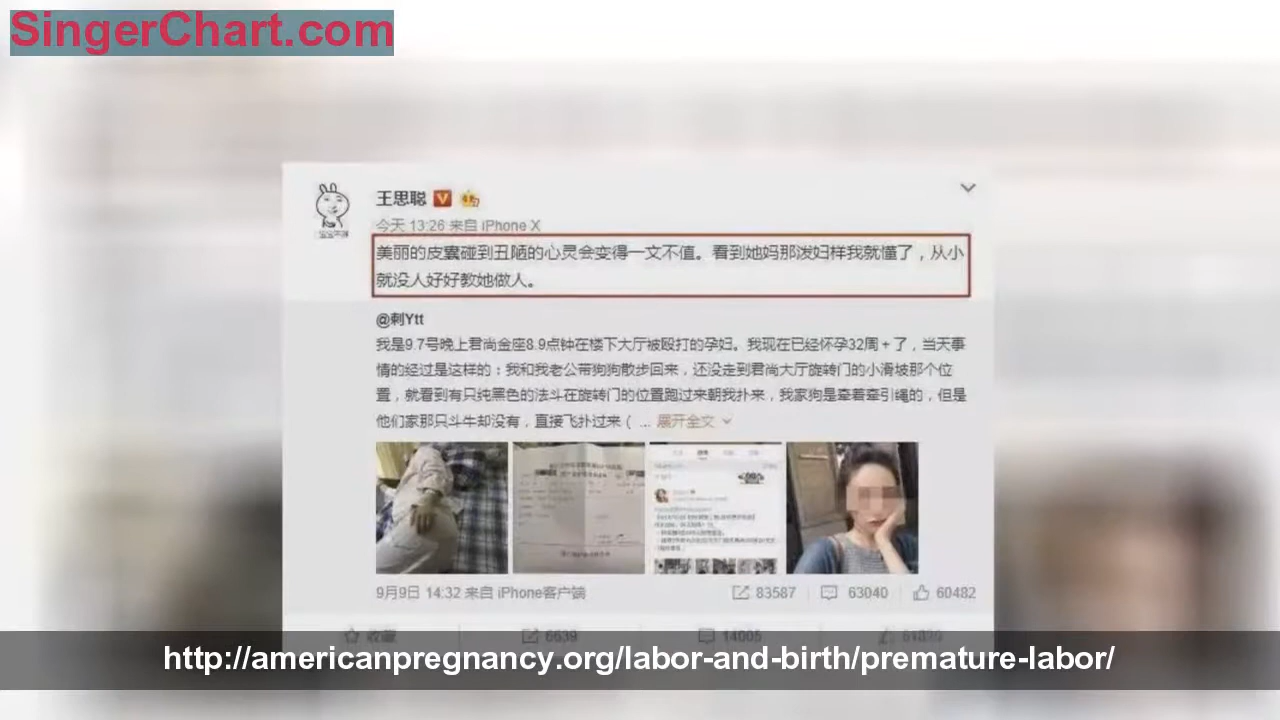 SingerChart.com
王思聪
今天 13:26 来自 iPhone X
美丽的皮囊碰到丑陋的心灵会变得一文不值。看到她妈那泼妇样我就懂了，从小
就没人好好教她做人。
@刺Ytt
我是9.7号晚上君尚金座8.9点钟在楼下大厅被殴打的孕妇。我现在已经怀孕32周＋了，当天事
情的经过是这样的：我和我老公带狗狗散步回来，还没走到君尚大厅旋转门的小滑坡那个位
置，就看到有只纯黑色的法斗在旋转门的位置跑过来朝我扑来，我家狗是牵着牵引绳的，但是
他们家那只斗牛却没有，直接飞扑过来（ ... 展开全文
9月9日 14:32 来自 iPhone客户端
83587 63040 60482
收藏 6639 14005
http://americanpregnancy.org/labor-and-birth/premature-labor/